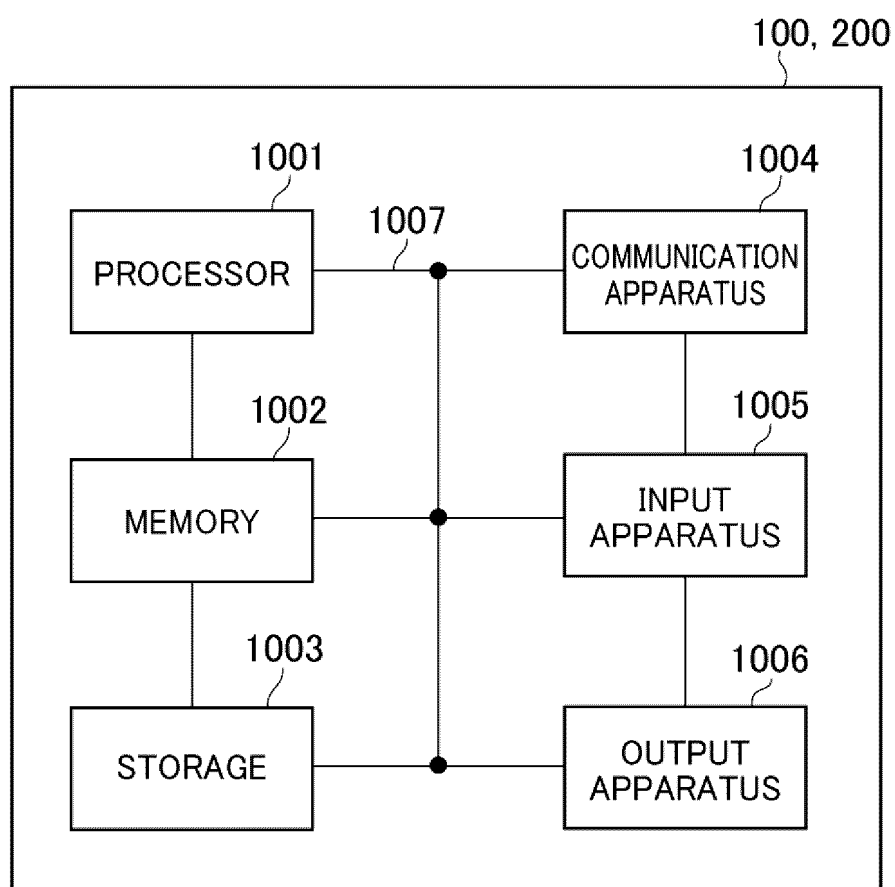 100, 200
1001
1004
1007
PROCESSOR
COMMUNICATION
APPARATUS
1002
1005
MEMORY
INPUT
APPARATUS
1003
1006
STORAGE
OUTPUT
APPARATUS